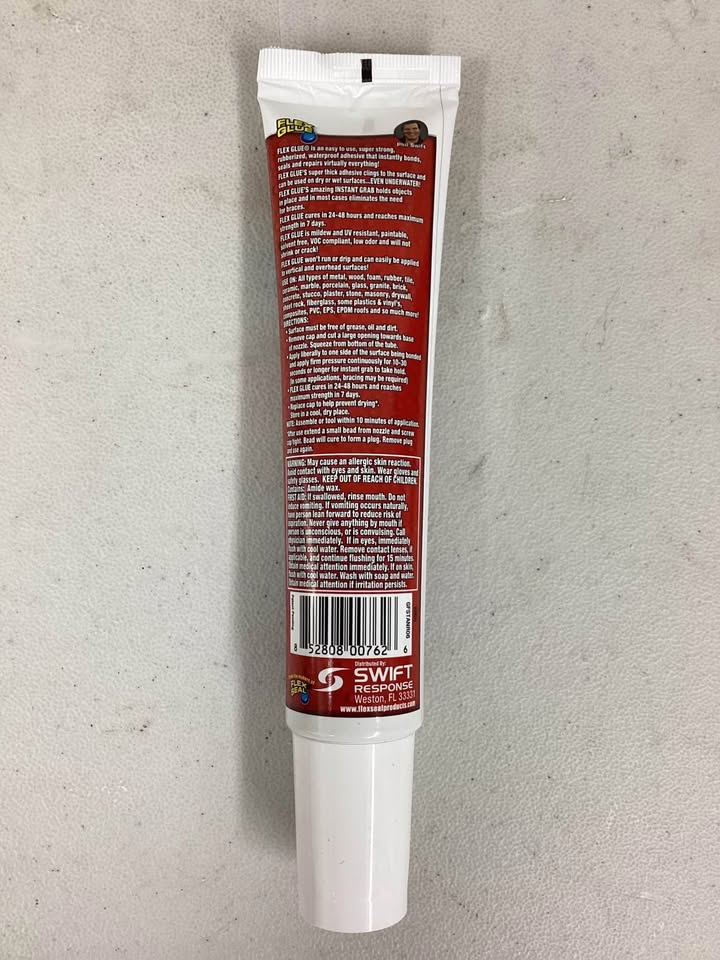 FLEX
GLUE
Phil Swift
FLEX GLUE® is an easy to use, super strong,
rubberized, waterproof adhesive that instantly bonds,
seals and repairs virtually everything!
FLEX GLUE'S super thick adhesive clings to the surface and
can be used on dry or wet surfaces...EVEN UNDERWATER!
FLEX GLUE'S amazing INSTANT GRAB holds objects
in place and in most cases eliminates the need
for braces.
FLEX GLUE cures in 24-48 hours and reaches maximum
strength in 7 days.
FLEX GLUE is mildew and UV resistant, paintable,
solvent free, VOC compliant, low odor and will not
shrink or crack!
FLEX GLUE won't run or drip and can easily be applied
to vertical and overhead surfaces!
USE ON: All types of metal, wood, foam, rubber, tile,
ceramic, marble, porcelain, glass, granite, brick,
concrete, stucco, plaster, stone, masonry, drywall,
sheet rock, fiberglass, some plastics & vinyl's,
composites, PVC, EPS, EPDM roofs and so much more!
DIRECTIONS:
• Surface must be free of grease, oil and dirt.
• Remove cap and cut a large opening towards base
of nozzle. Squeeze from bottom of the tube.
• Apply liberally to one side of the surface being bonded
and apply firm pressure continuously for 10-30
seconds or longer for instant grab to take hold.
(In some applications, bracing may be required)
• FLEX GLUE cures in 24-48 hours and reaches
maximum strength in 7 days.
• Replace cap to help prevent drying*.
Store in a cool, dry place.
NOTE: Assemble or tool within 10 minutes of application.
*After use extend a small bead from nozzle and screw
cap tight. Bead will cure to form a plug. Remove plug
and use again.
WARNING: May cause an allergic skin reaction.
Avoid contact with eyes and skin. Wear gloves and
safety glasses. KEEP OUT OF REACH OF CHILDREN.
Contains: Amide wax.
FIRST AID: If swallowed, rinse mouth. Do not
induce vomiting. If vomiting occurs naturally,
have person lean forward to reduce risk of
aspiration. Never give anything by mouth if
person is unconscious, or is convulsing. Call
physician immediately. If in eyes, immediately
flush with cool water. Remove contact lenses, if
applicable, and continue flushing for 15 minutes.
Obtain medical attention immediately. If on skin,
flush with cool water. Wash with soap and water.
Obtain medical attention if irritation persists.
Patent Pending
8 52808 00762 6
GFSTANR06
Distributed By:
SWIFT
RESPONSE
Weston, FL 33331
www.flexsealproducts.com
FLEX
SEAL